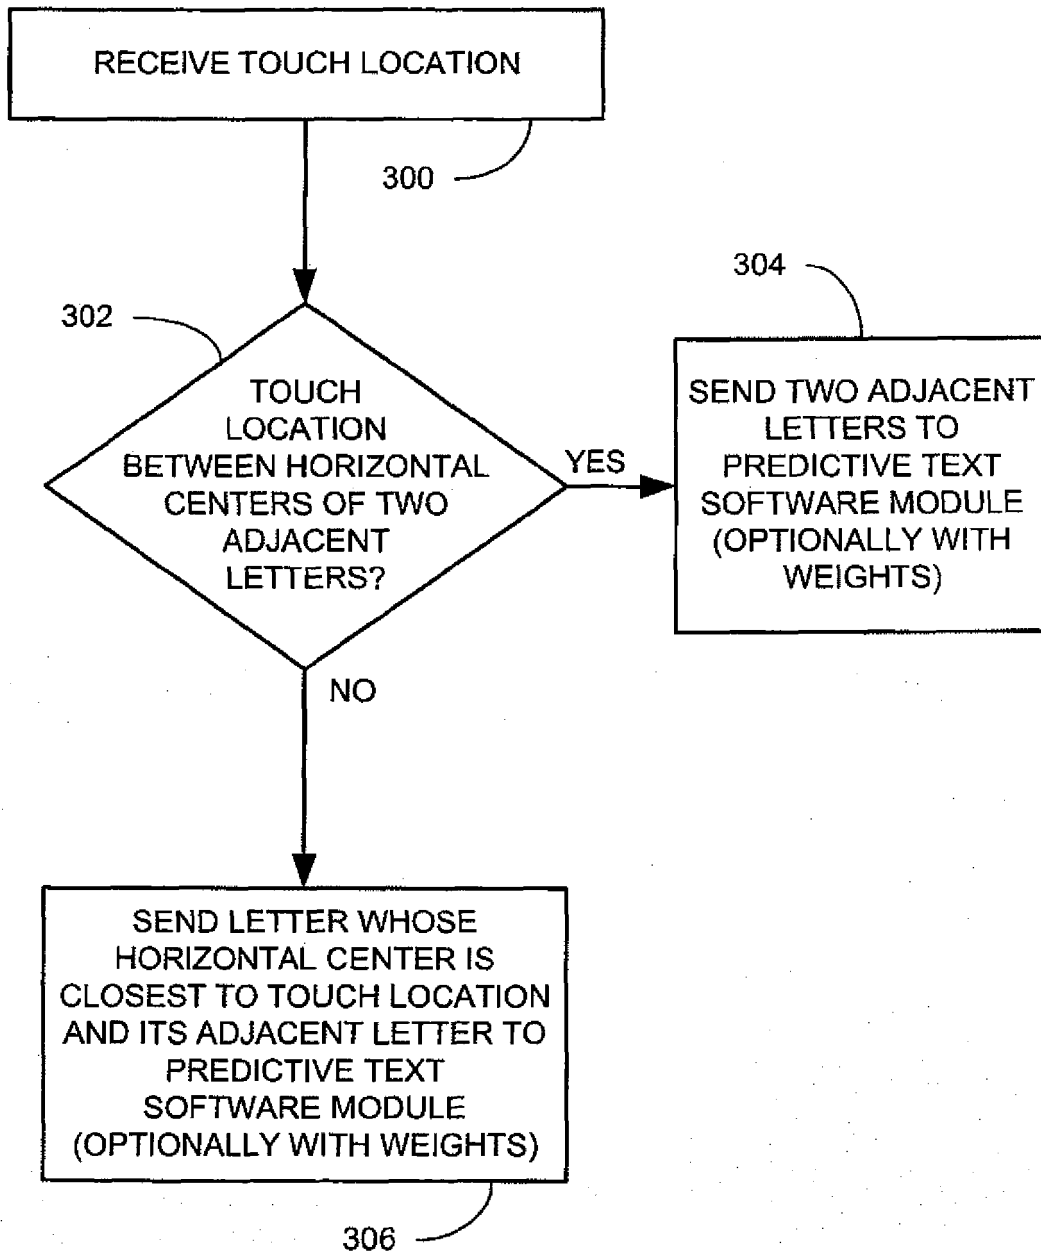 RECEIVE TOUCH LOCATION
300
304
302
TOUCH
LOCATION
BETWEEN HORIZONTAL
CENTERS OF TWO
ADJACENT
LETTERS?
YES
SEND TWO ADJACENT
LETTERS TO
PREDICTIVE TEXT
SOFTWARE MODULE
(OPTIONALLY WITH
WEIGHTS)
NO
SEND LETTER WHOSE
HORIZONTAL CENTER IS
CLOSEST TO TOUCH LOCATION
AND ITS ADJACENT LETTER TO
PREDICTIVE TEXT
SOFTWARE MODULE
(OPTIONALLY WITH WEIGHTS)
306